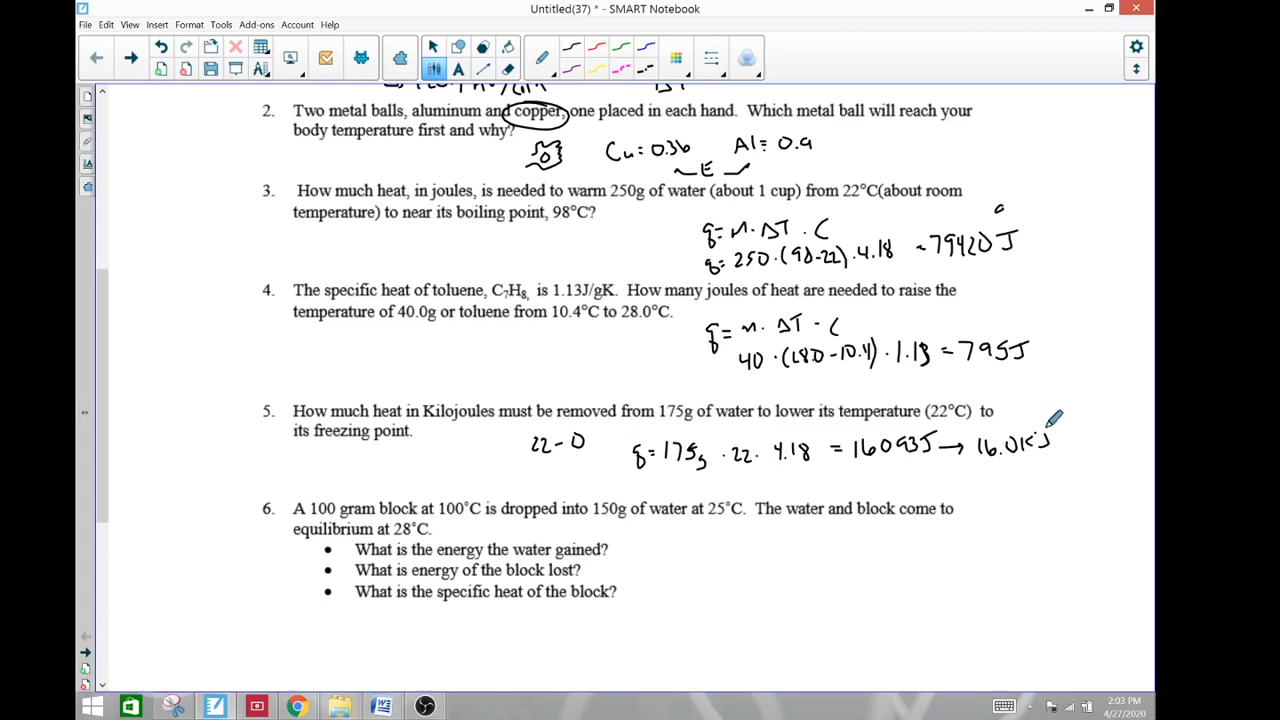 Untitled(37) * - SMART Notebook
File Edit View Insert Format Tools Add-ons Account Help
2. Two metal balls, aluminum and copper, one placed in each hand. Which metal ball will reach your
body temperature first and why?
Cu = 0.36 Al = 0.9
E
3. How much heat, in joules, is needed to warm 250g of water (about 1 cup) from 22°C(about room
temperature) to near its boiling point, 98°C?
q = m · ΔT · C
q = 250 · (98-22) · 4.18 = 79420 J
4. The specific heat of toluene, C₇H₈, is 1.13J/gK. How many joules of heat are needed to raise the
temperature of 40.0g or toluene from 10.4°C to 28.0°C.
q = m · ΔT · C
40 · (28.0 - 10.4) · 1.13 = 795J
5. How much heat in Kilojoules must be removed from 175g of water to lower its temperature (22°C) to
its freezing point.
22 - 0 q = 175g · 22 · 4.18 = 16093J → 16.0KJ
6. A 100 gram block at 100°C is dropped into 150g of water at 25°C. The water and block come to
equilibrium at 28°C.
• What is the energy the water gained?
• What is energy of the block lost?
• What is the specific heat of the block?
2:03 PM
4/27/2020